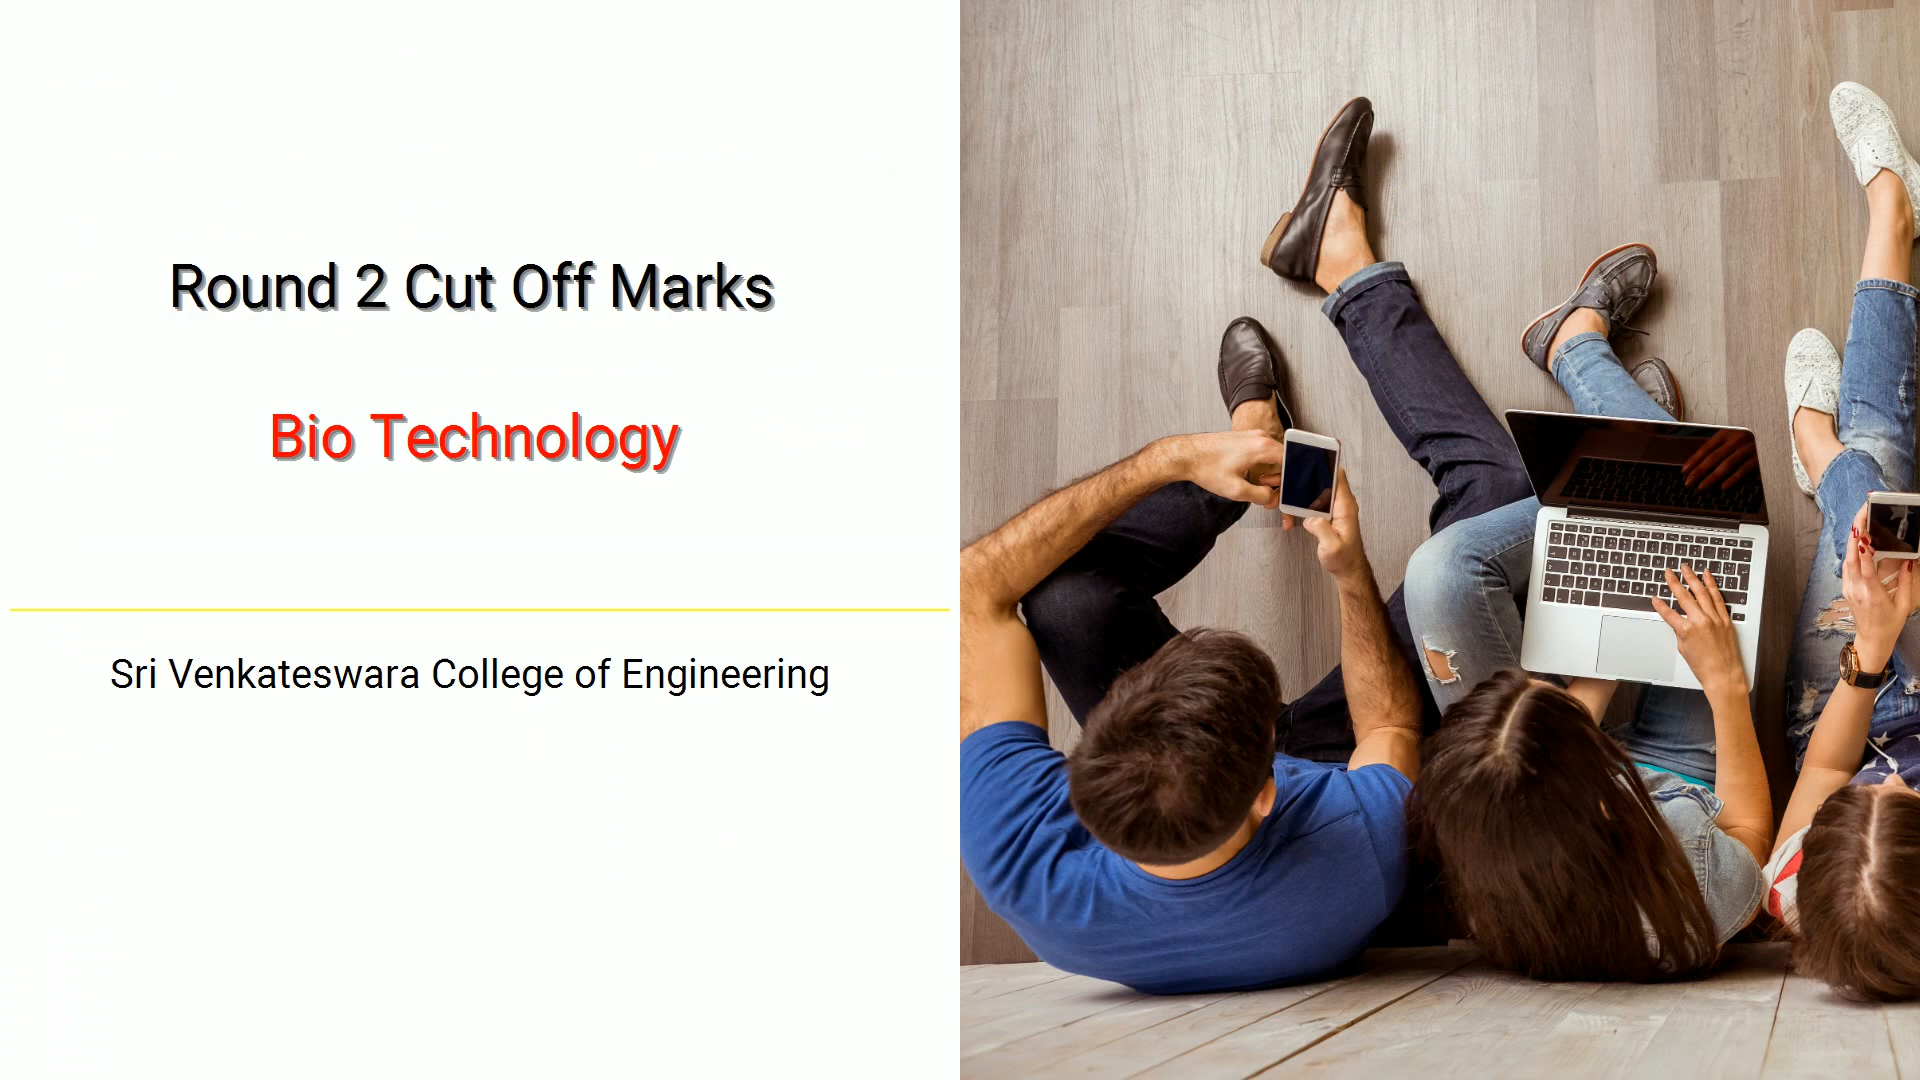 Round 2 Cut Off Marks
Bio Technology
Sri Venkateswara College of Engineering